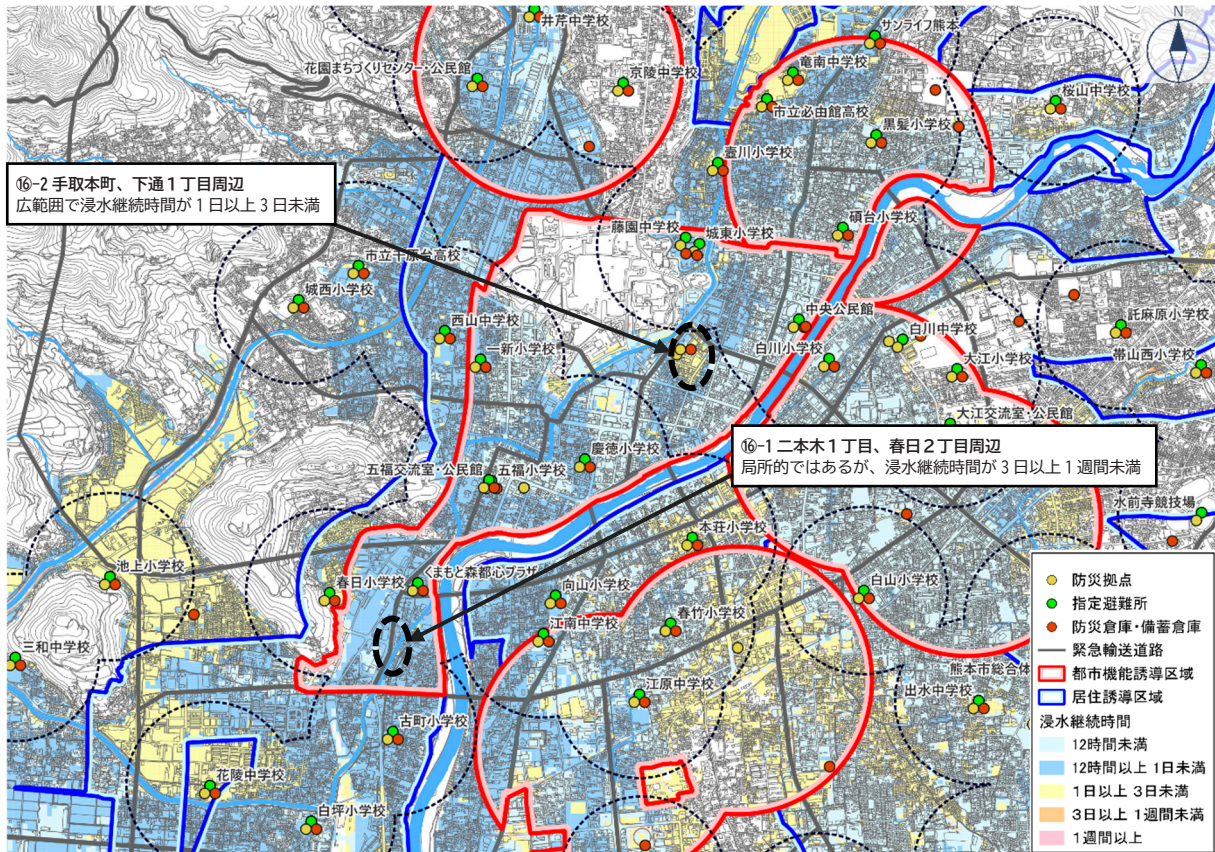 井芹中学校
サンライフ熊本
花園まちづくりセンター・公民館
京陵中学校
竜南中学校
桜山中学校
市立必由館高校
黒髪小学校
壺川小学校
⑯-2 手取本町、下通１丁目周辺
広範囲で浸水継続時間が１日以上３日未満
藤園中学校
城東小学校
碩台小学校
市立千原台高校
城西小学校
西山中学校
一新小学校
中央公民館
白川小学校
白川中学校
託麻原小学校
大江小学校
帯山西小学校
大江交流室・公民館
⑯-1 二本木１丁目、春日２丁目周辺
局所的ではあるが、浸水継続時間が３日以上１週間未満
慶徳小学校
五福交流室・公民館
五福小学校
水前寺競技場
本荘小学校
池上小学校
春日小学校
くまもと森都心プラザ
向山小学校
白山小学校
江南中学校
春竹小学校
三和中学校
江原中学校
熊本市総合体
出水中学校
古町小学校
花陵中学校
白坪小学校
防災拠点
指定避難所
防災倉庫・備蓄倉庫
緊急輸送道路
都市機能誘導区域
居住誘導区域
浸水継続時間
12時間未満
12時間以上 1日未満
1日以上 3日未満
3日以上 1週間未満
1週間以上